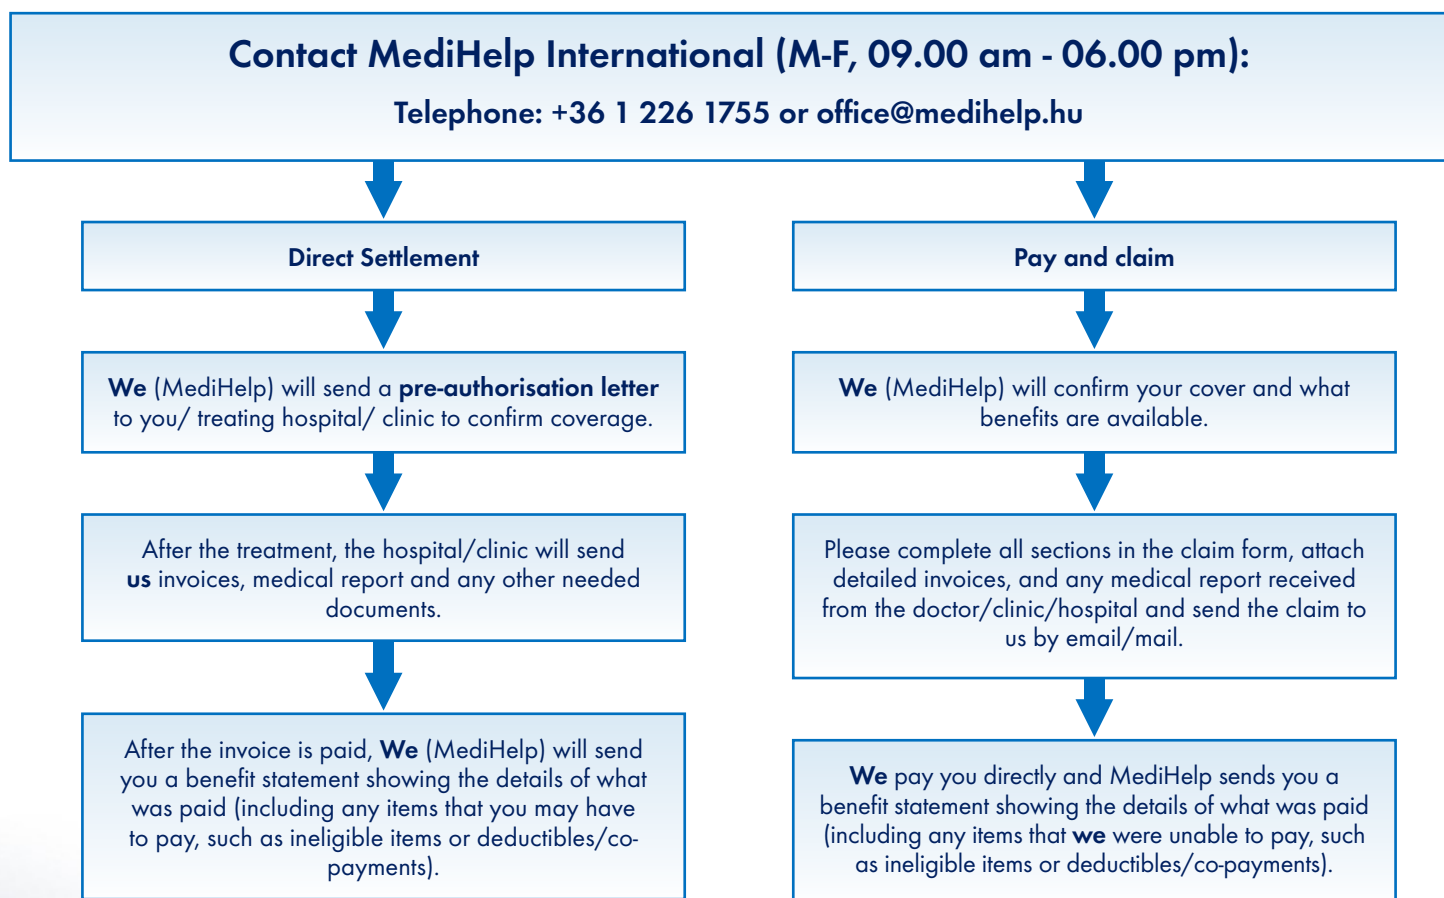 Contact MediHelp International (M-F, 09.00 am - 06.00 pm):
Telephone: +36 1 226 1755 or office@medihelp.hu
Direct Settlement
We (MediHelp) will send a pre-authorisation letter
to you/ treating hospital/ clinic to confirm coverage.
After the treatment, the hospital/clinic will send
us invoices, medical report and any other needed
documents.
After the invoice is paid, We (MediHelp) will send
you a benefit statement showing the details of what
was paid (including any items that you may have
to pay, such as ineligible items or deductibles/co-
payments).
Pay and claim
We (MediHelp) will confirm your cover and what
benefits are available.
Please complete all sections in the claim form, attach
detailed invoices, and any medical report received
from the doctor/clinic/hospital and send the claim to
us by email/mail.
We pay you directly and MediHelp sends you a
benefit statement showing the details of what was paid
(including any items that we were unable to pay, such
as ineligible items or deductibles/co-payments).